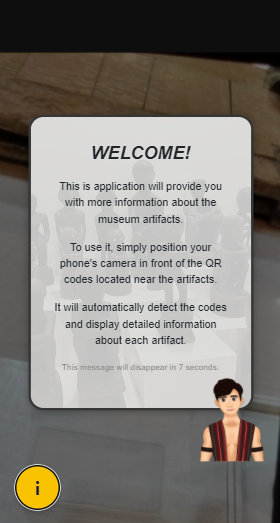 WELCOME!
This is application will provide you
with more information about the
museum artifacts.
To use it, simply position your
phone's camera in front of the QR
codes located near the artifacts.
It will automatically detect the codes
and display detailed information
about each artifact.
This message will disappear in 7 seconds.
i